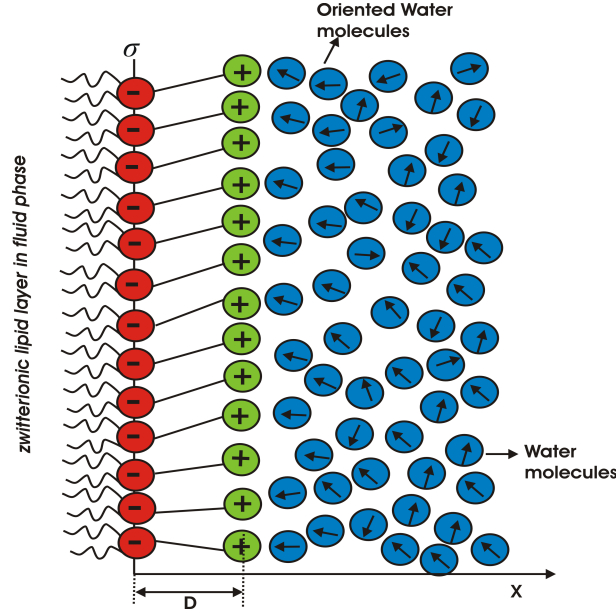 Oriented Water
molecules
σ
zwitterionic lipid layer in fluid phase
Water
molecules
X
D